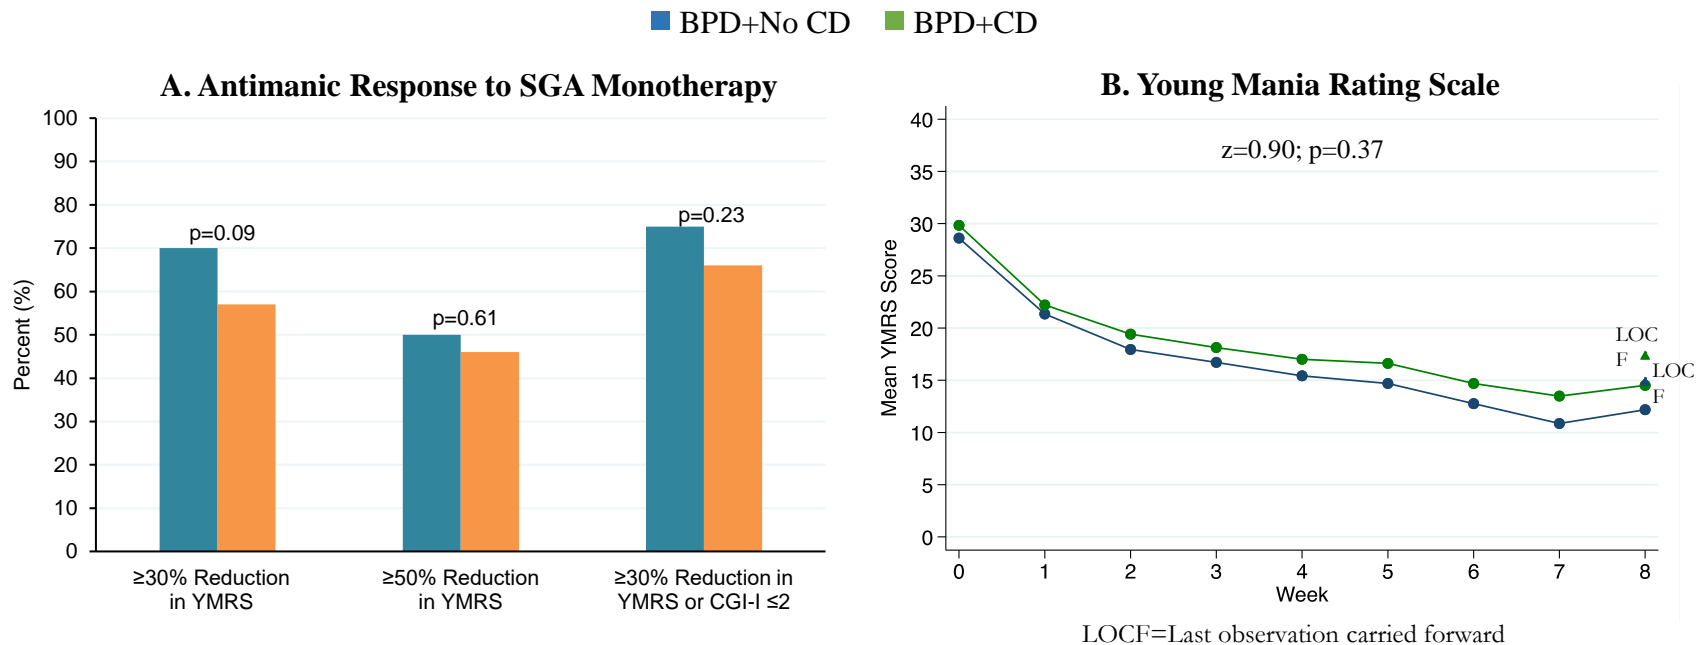 BPD+No CD BPD+CD
A. Antimanic Response to SGA Monotherapy
Percent (%)
100
90
80
70
60
50
40
30
20
10
0
p=0.09
p=0.61
p=0.23
≥30% Reduction
in YMRS
≥50% Reduction
in YMRS
≥30% Reduction in
YMRS or CGI-I ≤2
B. Young Mania Rating Scale
z=0.90; p=0.37
Mean YMRS Score
40
35
30
25
20
15
10
5
0
LOC
F
LOC
F
0 1 2 3 4 5 6 7 8
Week
LOCF=Last observation carried forward